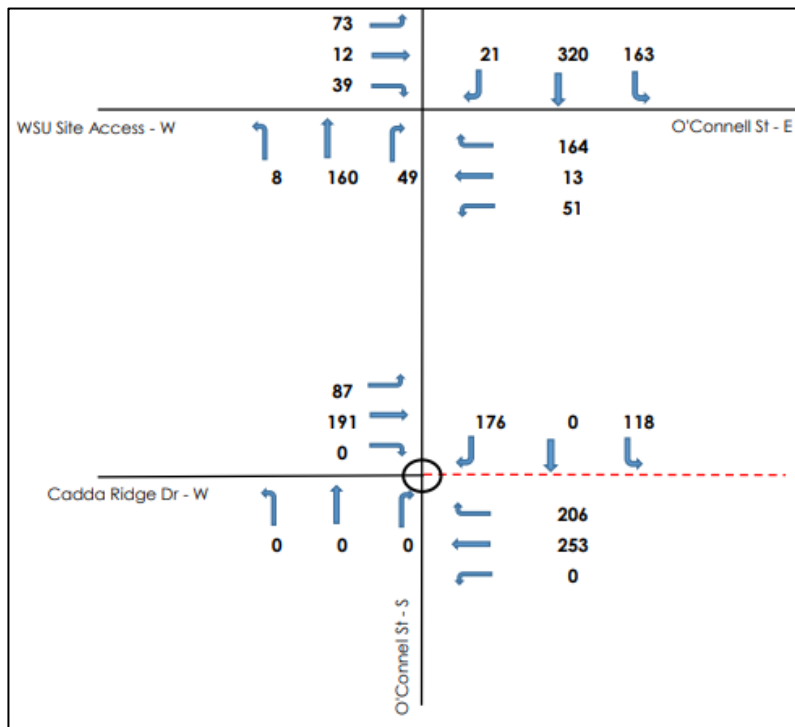 73
12
39
21 320 163
WSU Site Access - W
O'Connell St - E
8 160 49
164
13
51
87
191
0
176 0 118
Cadda Ridge Dr - W
0 0 0
206
253
0
O'Connel St - S